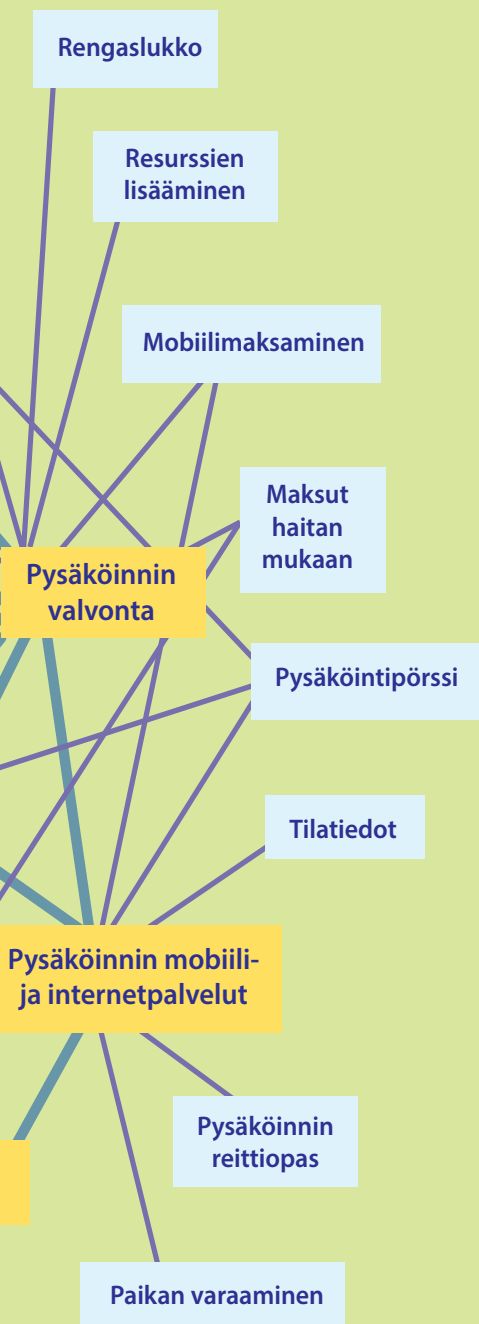 Rengaslukko
Resurssien
lisääminen
Mobiilimaksaminen
Maksut
haitan
mukaan
Pysäköinnin
valvonta
Pysäköintipörssi
Tilatiedot
Pysäköinnin mobiili-
ja internetpalvelut
Pysäköinnin
reittiopas
Paikan varaaminen